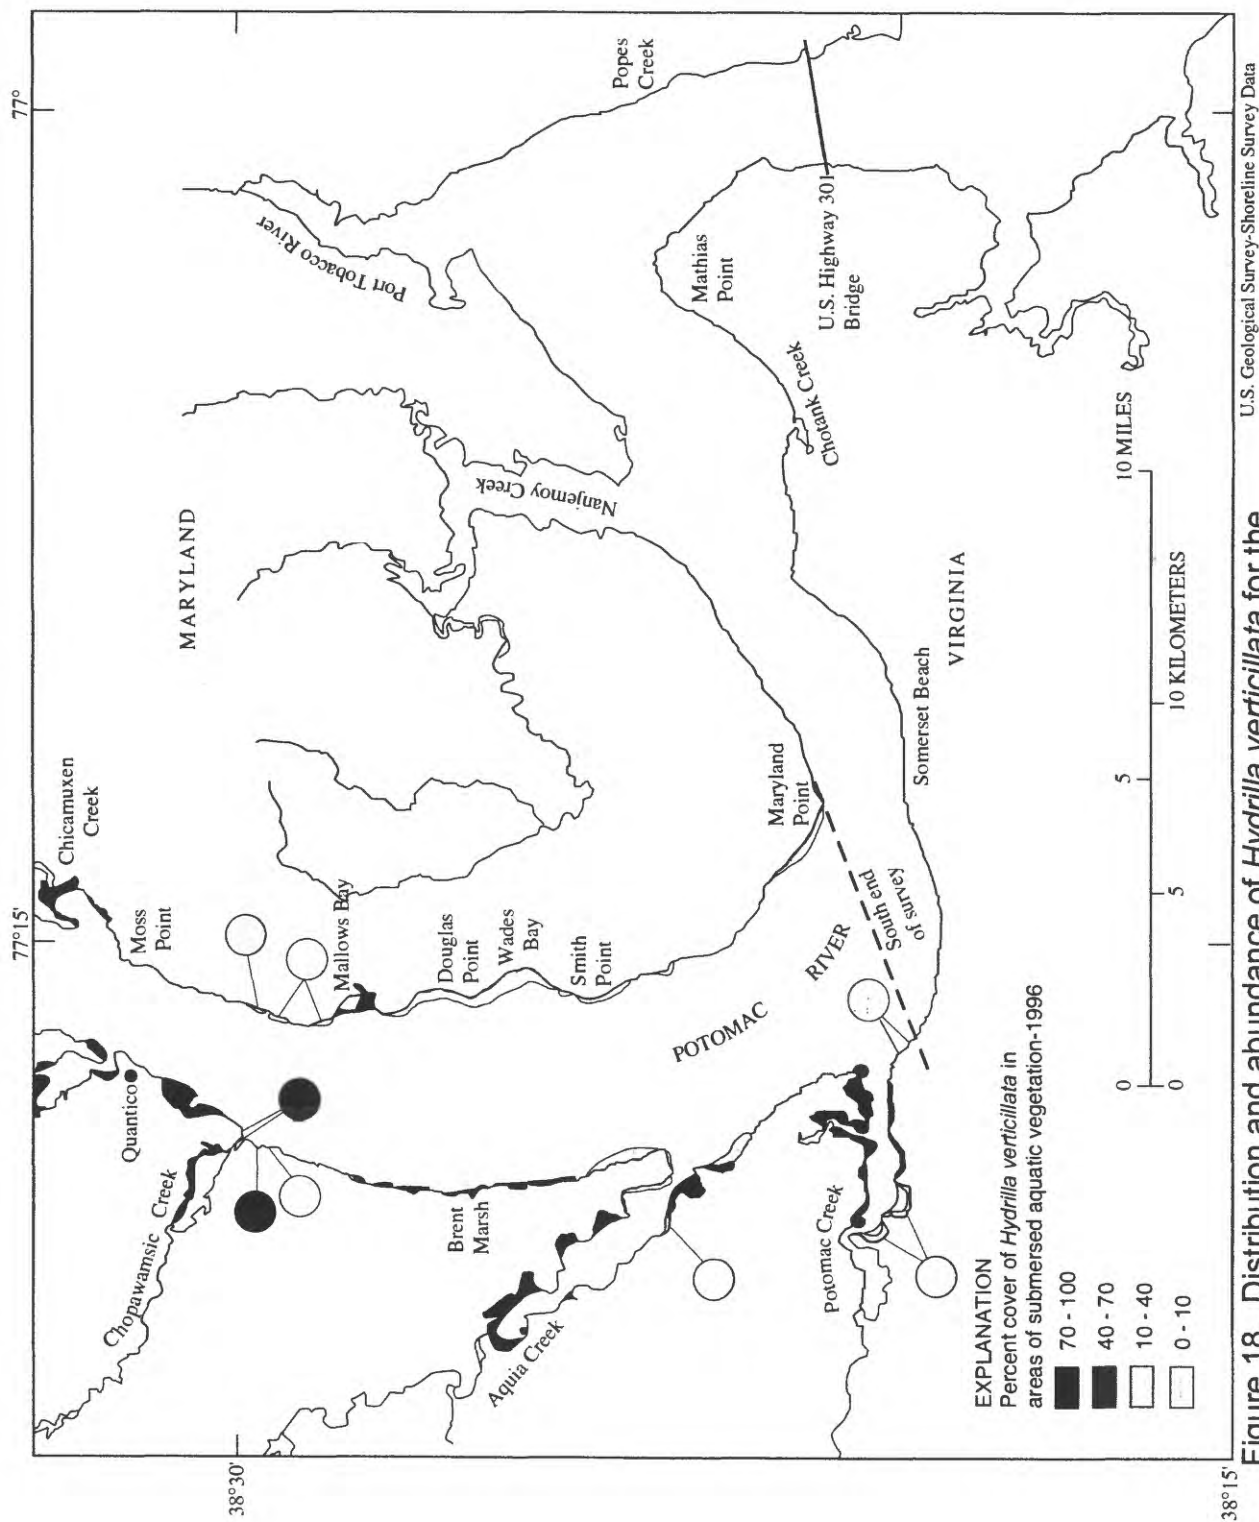 77°15'
77°
38°30'
38°15'
Chicamuxen
Creek
Moss
Point
Mallows Bay
Douglas
Point
Wades
Bay
Smith
Point
MARYLAND
Port Tobacco River
Nanjemoy Creek
Popes
Creek
Maryland
Point
Mathias
Point
U.S. Highway 301
Bridge
Chotank Creek
Somerset Beach
VIRGINIA
POTOMAC
RIVER
South end
of survey
Quantico
Chopawamsic
Creek
Brent
Marsh
Aquia Creek
Potomac Creek
EXPLANATION
Percent cover of Hydrilla verticillata in
areas of submersed aquatic vegetation-1996
70 - 100
40 - 70
10 - 40
0 - 10
0 5 10 MILES
0 5 10 KILOMETERS
U.S. Geological Survey-Shoreline Survey Data
Figure 18. Distribution and abundance of Hydrilla verticillata for the